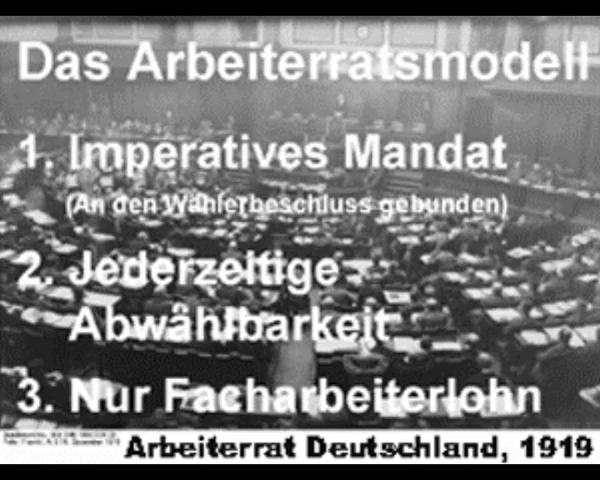 Das Arbeiterratsmodell
1. Imperatives Mandat
(An den Wählerbeschluss gebunden)
2. Jederzeitige
Abwählbarkeit
3. Nur Facharbeiterlohn
Arbeiterrat Deutschland, 1919